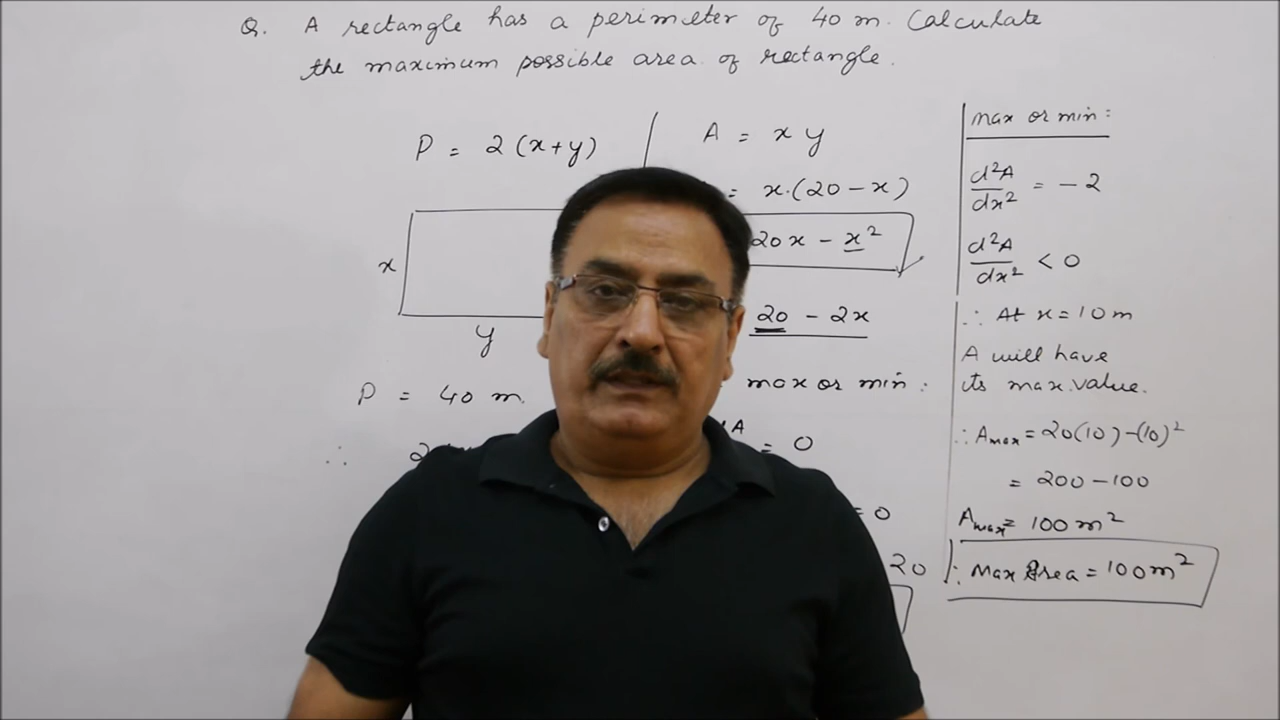 Q. A rectangle has a perimeter of 40 m. Calculate
the maximum possible area of rectangle.
P = 2(x+y)
x
y
P = 40 m.
∴ 2
A = xy
= x.(20-x)
20x - x²
20 - 2x
max or min:
A = 0
= 0
20
max or min:
d²A/dx² = -2
d²A/dx² < 0
∴ At x = 10 m
A will have
its max. value.
∴ Amax = 20(10) - (10)²
= 200 - 100
Amax = 100 m²
∴ Max Area = 100 m²